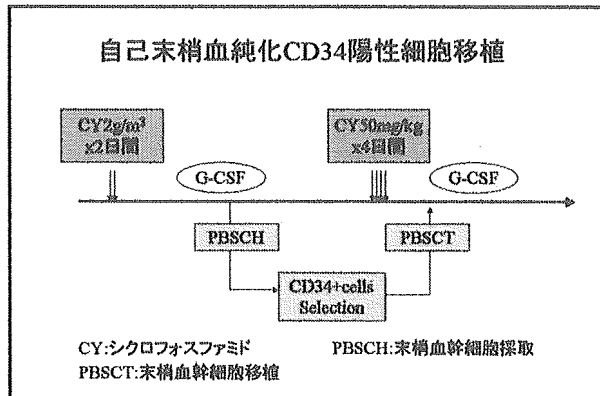 自己末梢血純化CD34陽性細胞移植
CY2g/m³
x2日間
CY50mg/kg
x4日間
G-CSF
G-CSF
PBSCH
PBSCT
CD34+cells
Selection
CY:シクロフォスファミド
PBSCH:末梢血幹細胞採取
PBSCT:末梢血幹細胞移植